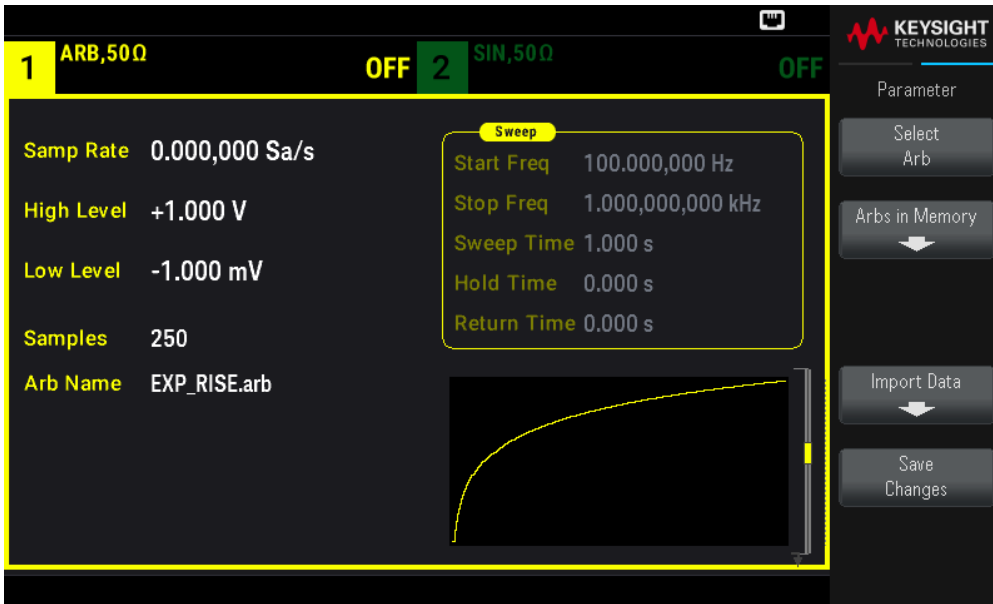 KEYSIGHT
TECHNOLOGIES
1 ARB,50Ω OFF
2 SIN,50Ω OFF
Samp Rate 0.000,000 Sa/s
High Level +1.000 V
Low Level -1.000 mV
Samples 250
Arb Name EXP_RISE.arb
Sweep
Start Freq 100.000,000 Hz
Stop Freq 1.000,000,000 kHz
Sweep Time 1.000 s
Hold Time 0.000 s
Return Time 0.000 s
Parameter
Select
Arb
Arbs in Memory
Import Data
Save
Changes